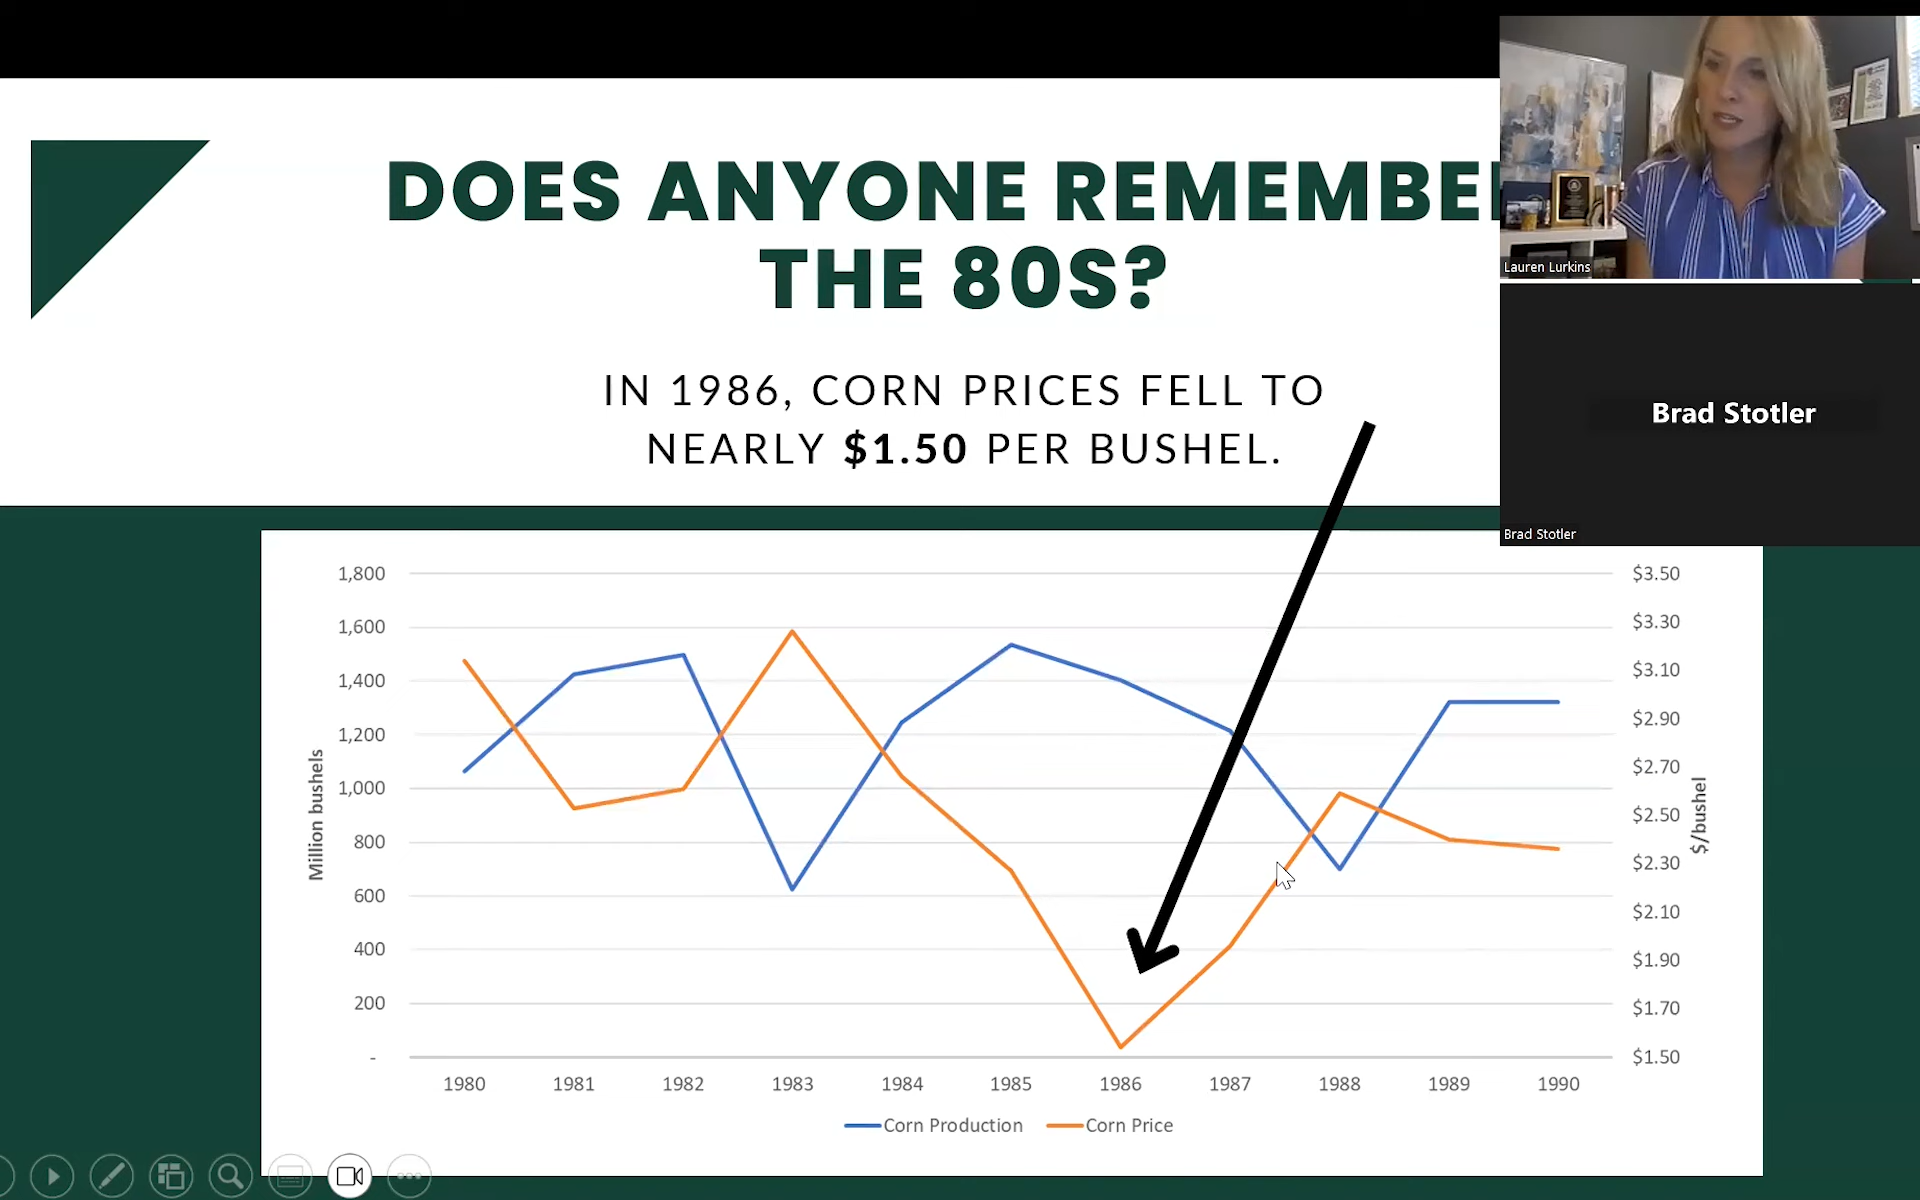 DOES ANYONE REMEMBE
THE 80S?
IN 1986, CORN PRICES FELL TO
NEARLY $1.50 PER BUSHEL.
Lauren Lurkins
Brad Stotler
Brad Stotler
Million bushels
1,800
1,600
1,400
1,200
1,000
800
600
400
200
-
$3.50
$3.30
$3.10
$2.90
$2.70
$2.50
$2.30
$2.10
$1.90
$1.70
$1.50
$/bushel
1980 1981 1982 1983 1984 1985 1986 1987 1988 1989 1990
Corn Production Corn Price